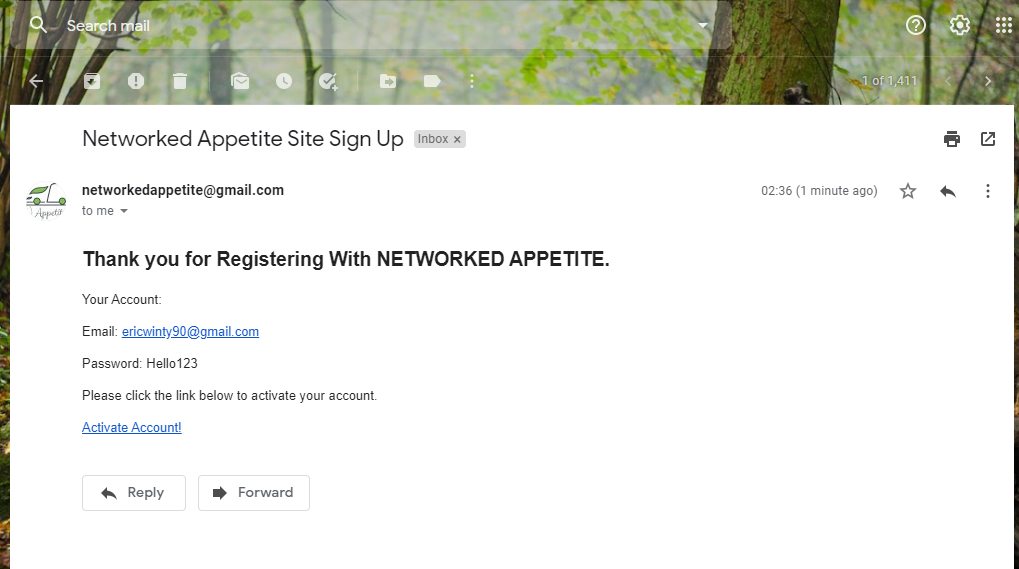 Search mail
1 of 1,411
Networked Appetite Site Sign Up Inbox ×
networkedappetite@gmail.com 02:36 (1 minute ago)
to me
Appetit
Thank you for Registering With NETWORKED APPETITE.
Your Account:
Email: ericwinty90@gmail.com
Password: Hello123
Please click the link below to activate your account.
Activate Account!
Reply Forward